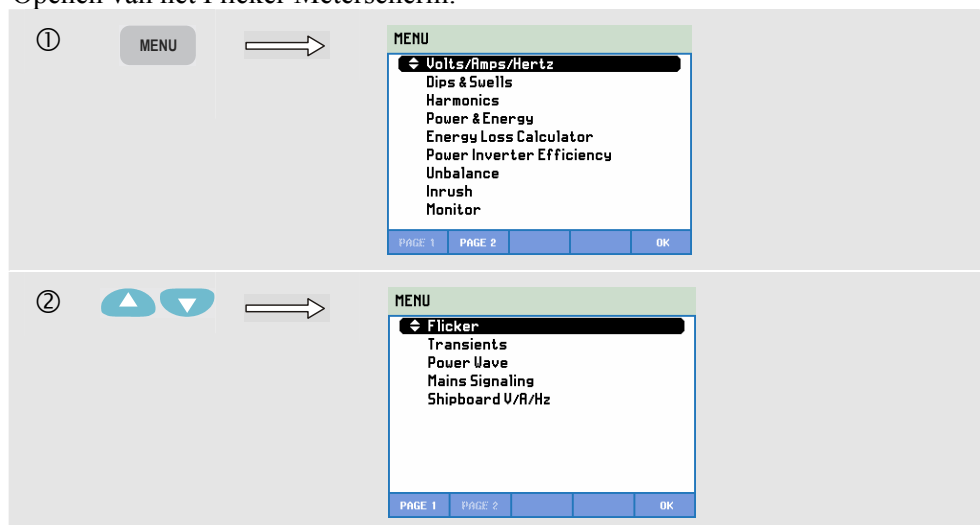 Openen van het Flicker Meterscherm:
① MENU
MENU
Volts/Amps/Hertz
Dips & Swells
Harmonics
Power & Energy
Energy Loss Calculator
Power Inverter Efficiency
Unbalance
Inrush
Monitor
PAGE 1 PAGE 2 OK
②
MENU
Flicker
Transients
Power Wave
Mains Signaling
Shipboard V/A/Hz
PAGE 1 PAGE 2 OK